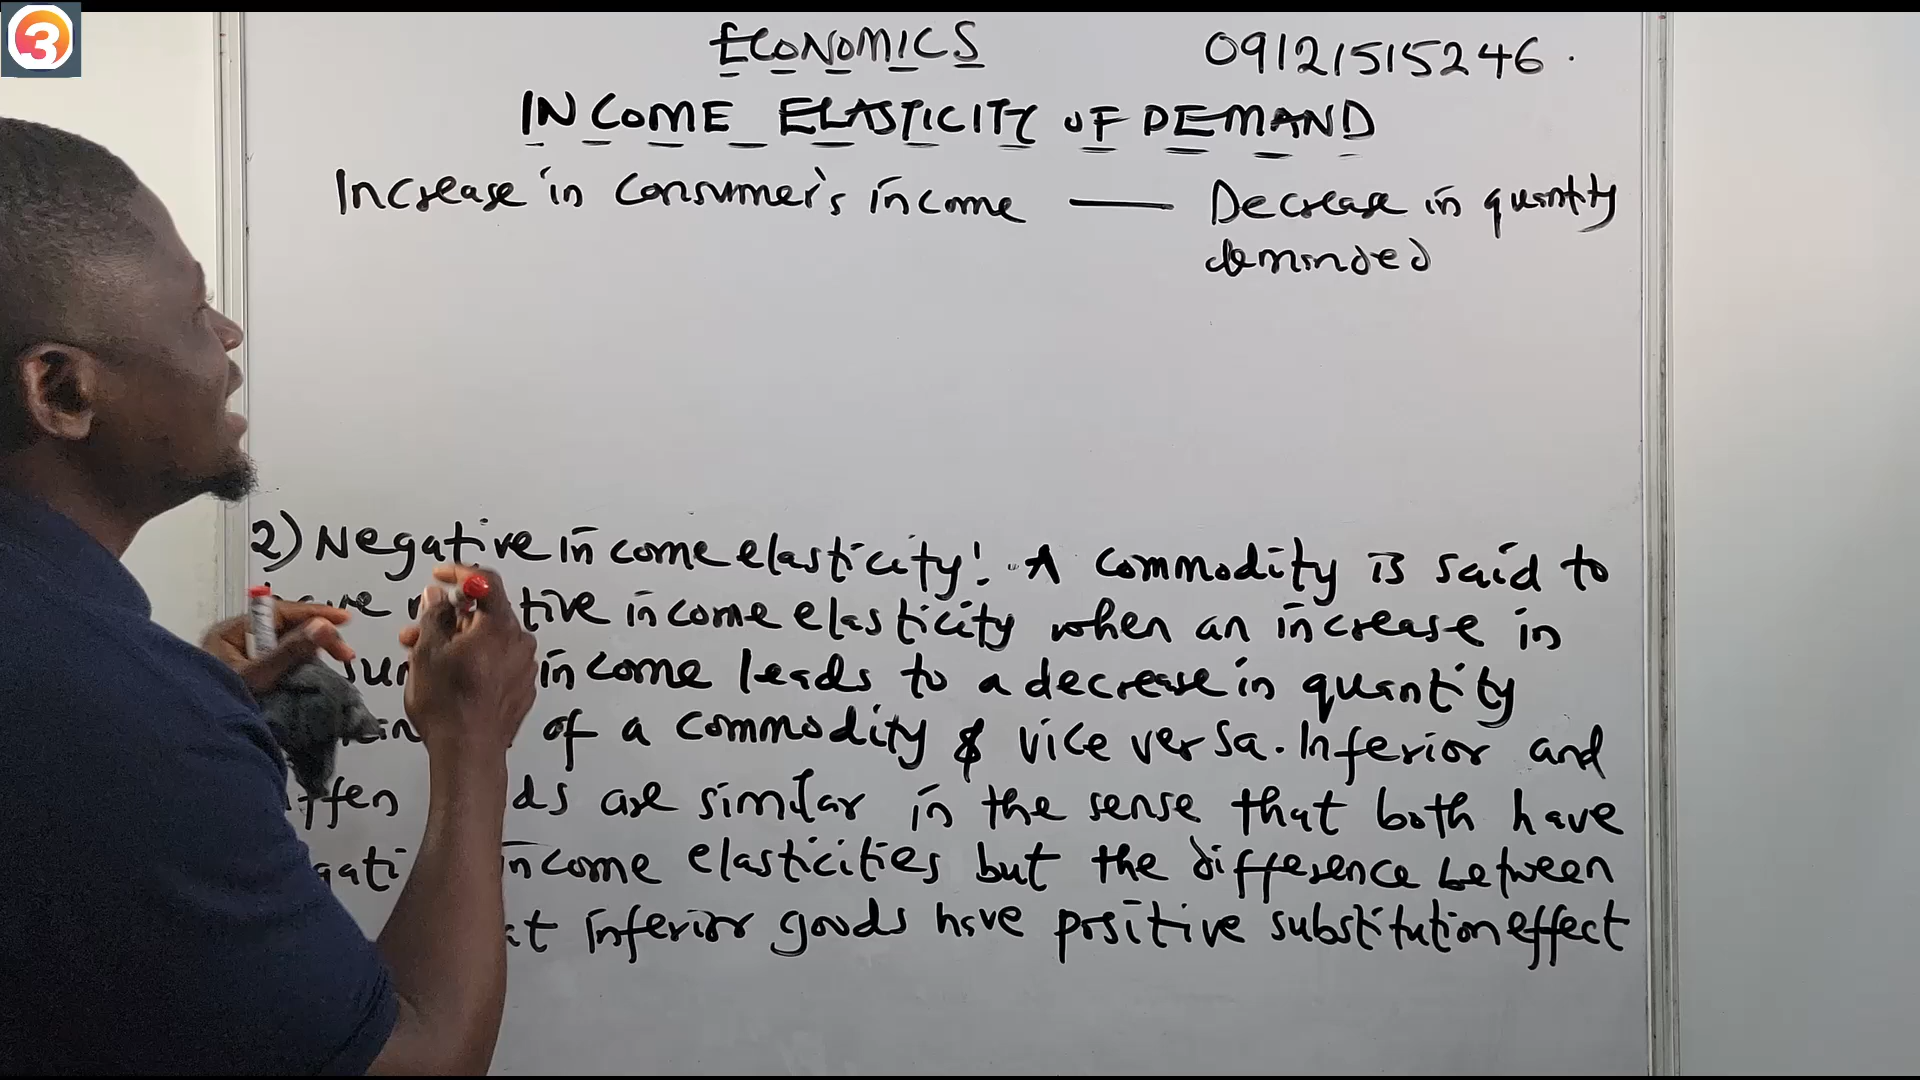 3
ECONOMICS 09121515246.
INCOME ELASTICITY OF DEMAND
Increase in consumer's income — Decrease in quantity
demanded
2) Negative income elasticity: A commodity is said to
tive income elasticity when an increase in
income leads to a decrease in quantity
of a commodity & vice versa. Inferior and
are similar in the sense that both have
income elasticities but the difference between
inferior goods have positive substitution effect